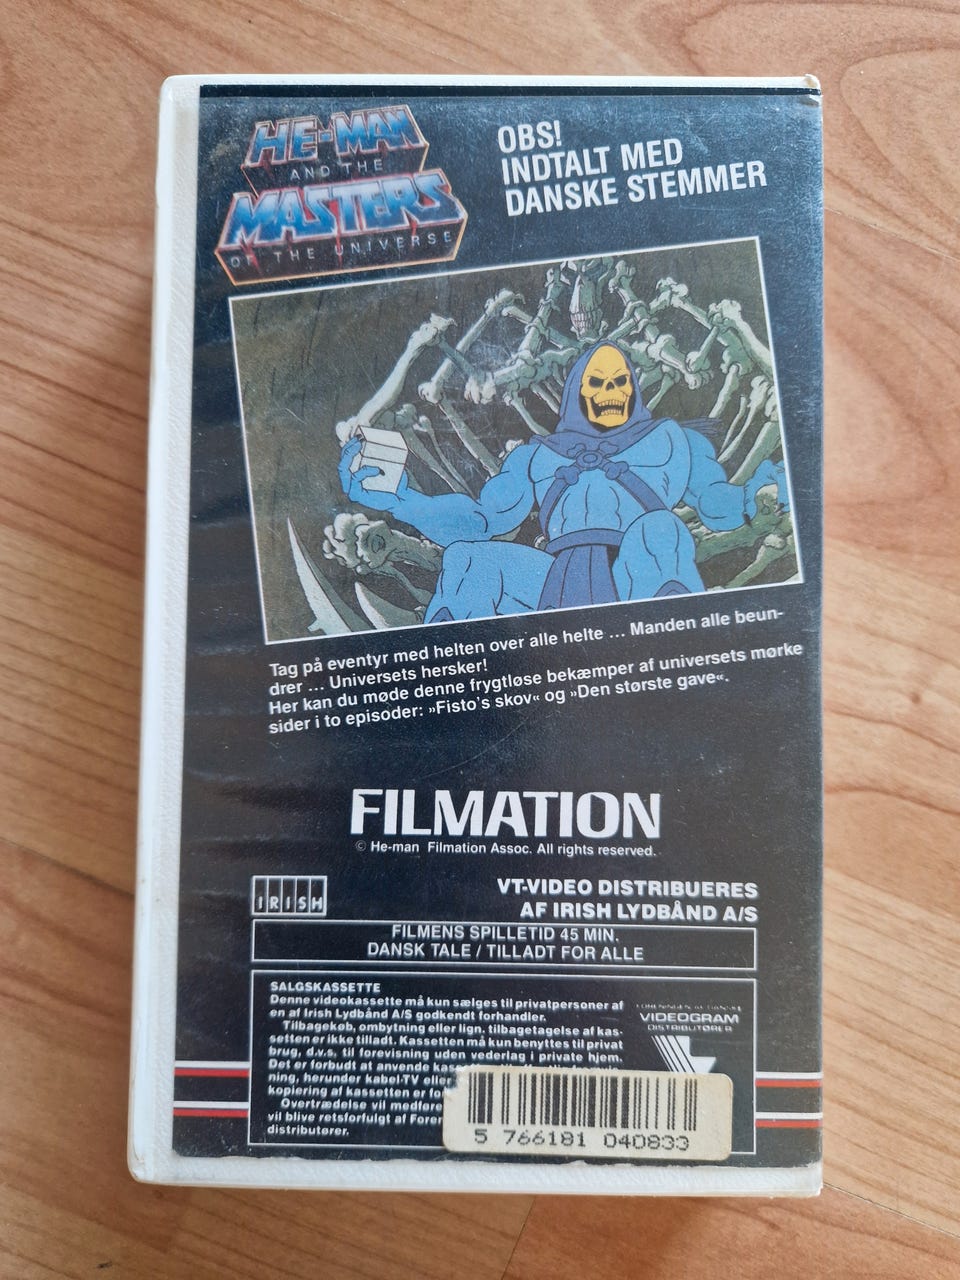 HE-MAN
AND THE
MASTERS
OF THE UNIVERSE
OBS!
INDTALT MED
DANSKE STEMMER
Tag på eventyr med helten over alle helte ... Manden alle beun-
drer ... Universets hersker!
Her kan du møde denne frygtløse bekæmper af universets mørke
sider i to episoder: »Fisto's skov« og »Den største gave«.
FILMATION
© He-man Filmation Assoc. All rights reserved.
IRISH
VT-VIDEO DISTRIBUERES
AF IRISH LYDBÅND A/S
FILMENS SPILLETID 45 MIN.
DANSK TALE / TILLADT FOR ALLE
SALGSKASSETTE
Denne videokassette må kun sælges til privatpersoner af
en af Irish Lydbånd A/S godkendt forhandler.
Tilbagekøb, ombytning eller lign. tilbagetagelse af kas-
setten er ikke tilladt. Kassetten må kun benyttes til privat
brug, d.v.s. til forevisning uden vederlag i private hjem.
Det er forbudt at anvende
ning, herunder kabel-TV eller
kopiering af kassetten er
Overtrædelse vil
vil blive retsforfulgt af
distributører.
FORENINGEN AF DANSKE
VIDEOGRAM
DISTRIBUTØRER
5 766181 040833